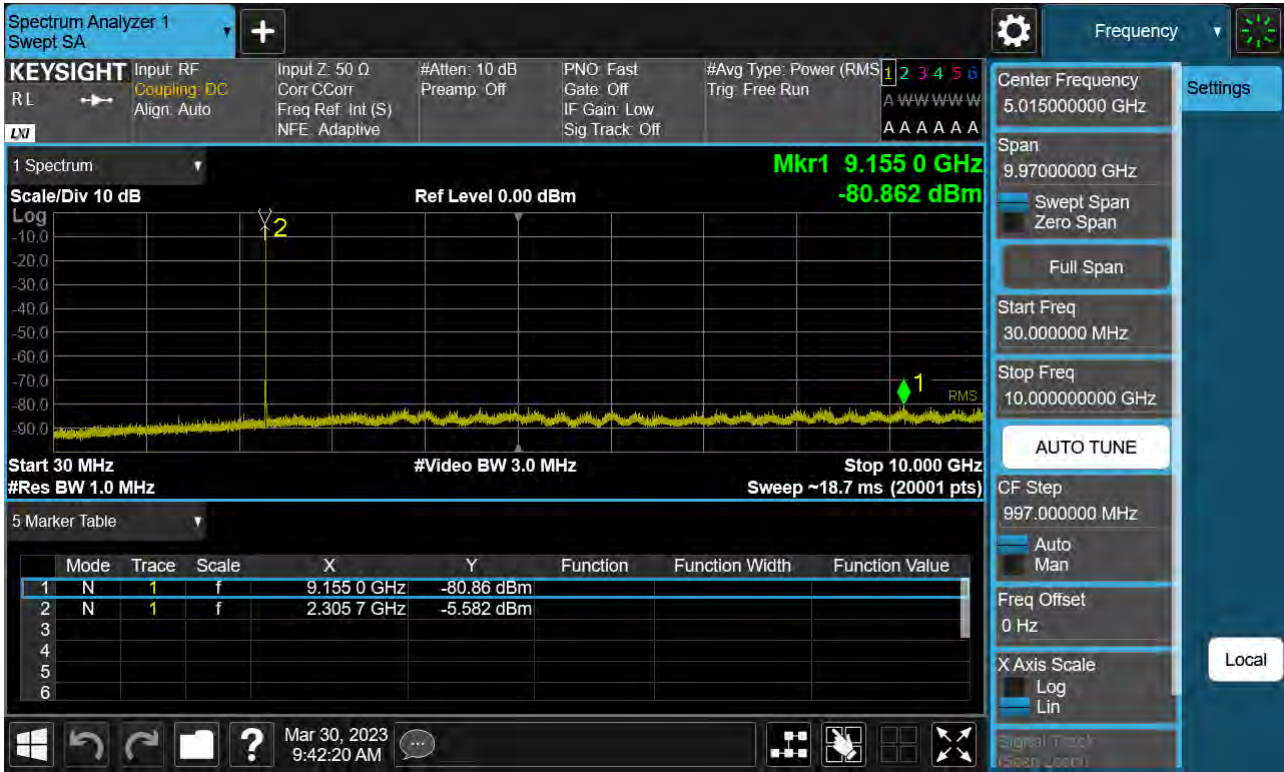 Spectrum Analyzer 1
Swept SA
Frequency
KEYSIGHT
RL
LXI
Input: RF
Coupling: DC
Align: Auto
Input Z: 50 Ω
Corr CCorr
Freq Ref: Int (S)
NFE: Adaptive
#Atten: 10 dB
Preamp: Off
PNO: Fast
Gate: Off
IF Gain: Low
Sig Track: Off
#Avg Type: Power (RMS
Trig: Free Run
1 2 3 4 5 6
A W W W W W
A A A A A A
1 Spectrum
Scale/Div 10 dB
Ref Level 0.00 dBm
Mkr1 9.155 0 GHz
-80.862 dBm
Log
-10.0
-20.0
-30.0
-40.0
-50.0
-60.0
-70.0
-80.0
-90.0
2
1
RMS
Start 30 MHz
#Video BW 3.0 MHz
Stop 10.000 GHz
#Res BW 1.0 MHz
Sweep ~18.7 ms (20001 pts)
5 Marker Table
Mode Trace Scale X Y Function Function Width Function Value
1 N 1 f 9.155 0 GHz -80.86 dBm
2 N 1 f 2.305 7 GHz -5.582 dBm
3
4
5
6
Mar 30, 2023
9:42:20 AM
Center Frequency
5.015000000 GHz
Span
9.97000000 GHz
Swept Span
Zero Span
Full Span
Start Freq
30.000000 MHz
Stop Freq
10.000000000 GHz
AUTO TUNE
CF Step
997.000000 MHz
Auto
Man
Freq Offset
0 Hz
X Axis Scale
Log
Lin
Signal Track
(Span Zoom)
Settings
Local